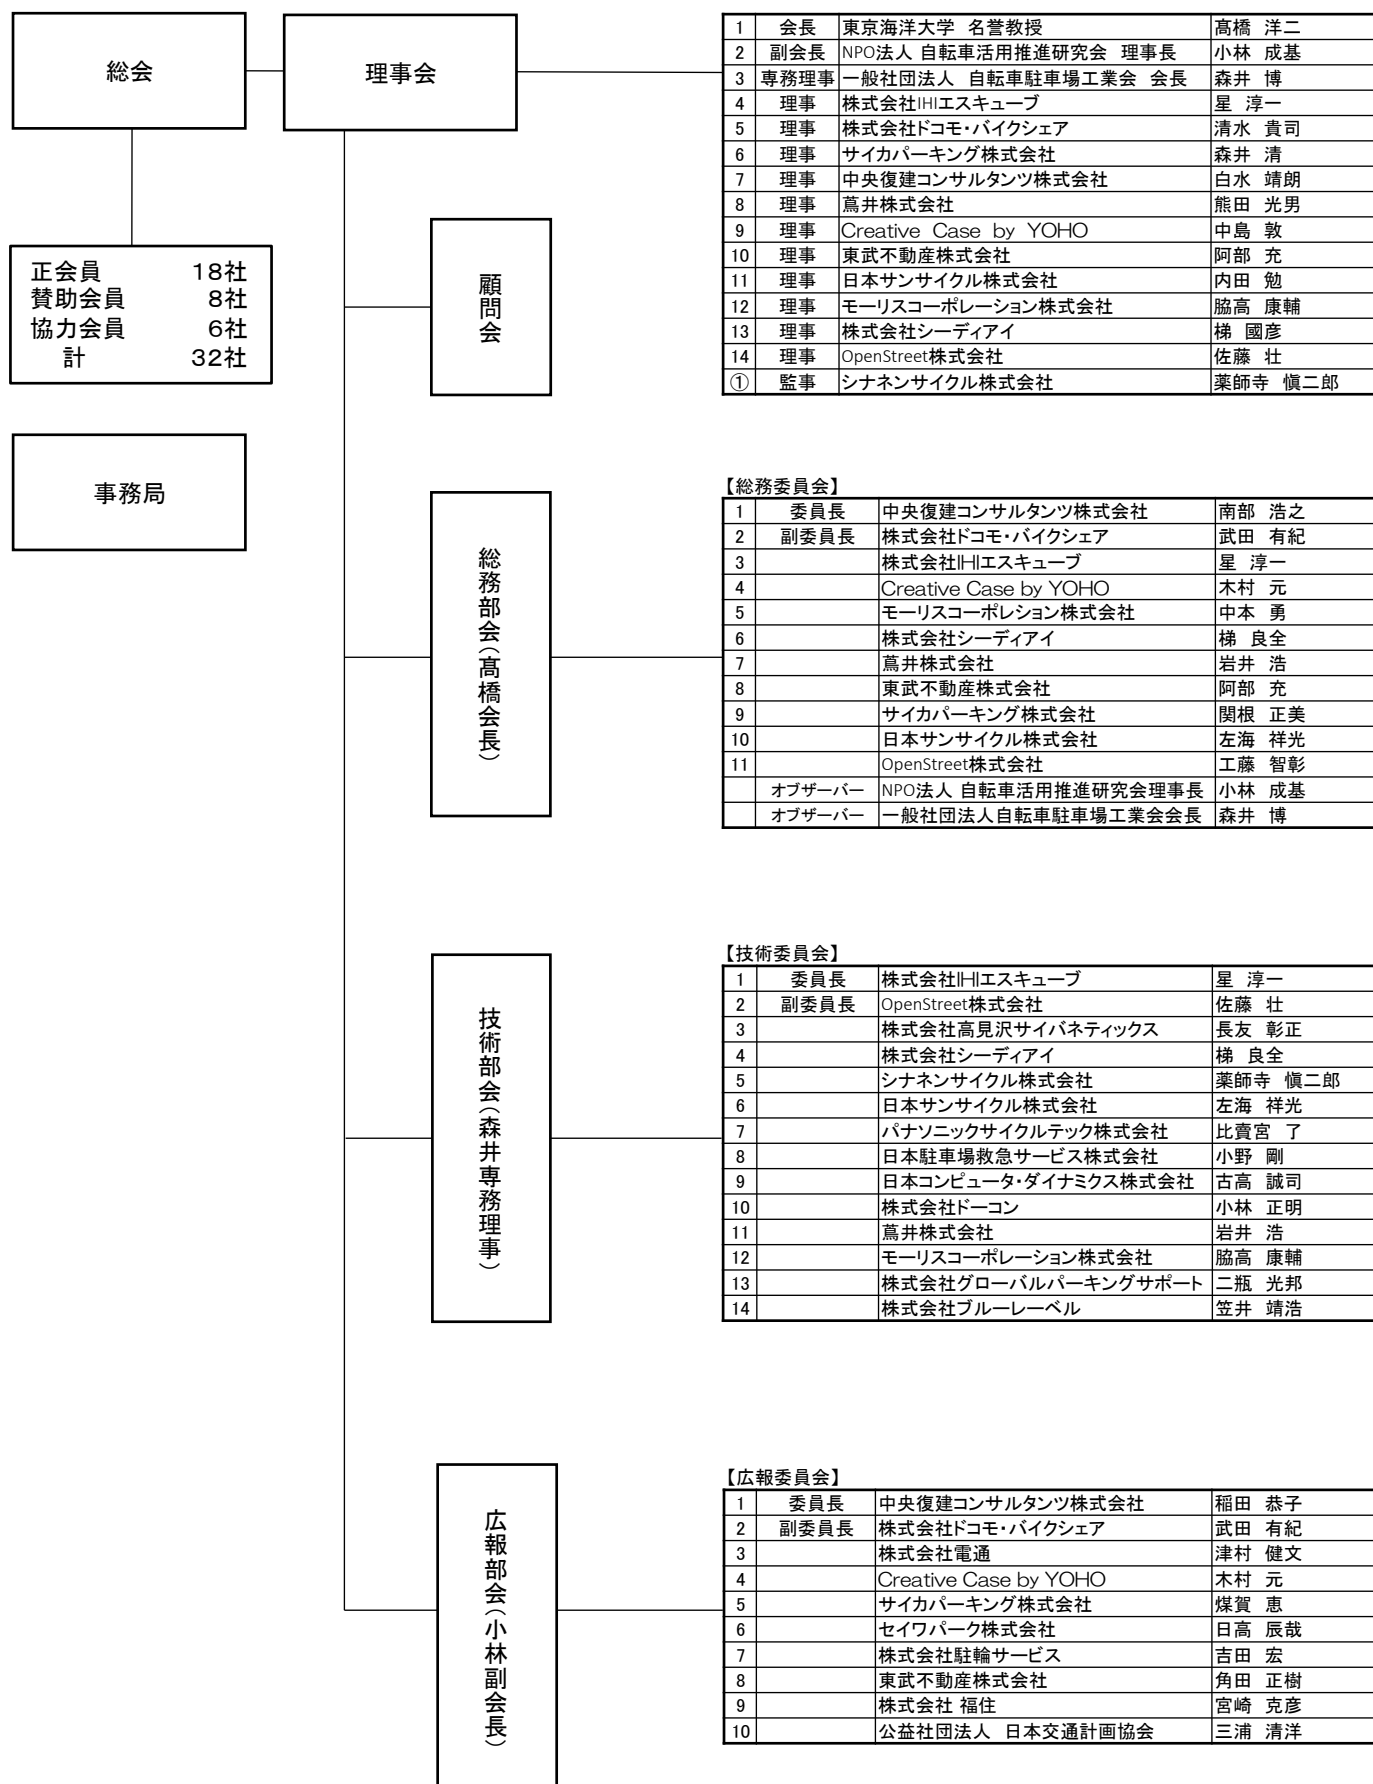 総会
理事会
正会員 18社
賛助会員 8社
協力会員 6社
計 32社
事務局
顧問会
総務部会（髙橋会長）
技術部会（森井専務理事）
広報部会（小林副会長）
1 会長 東京海洋大学 名誉教授 髙橋 洋二
2 副会長 NPO法人 自転車活用推進研究会 理事長 小林 成基
3 専務理事 一般社団法人 自転車駐車場工業会 会長 森井 博
4 理事 株式会社IHIエスキューブ 星 淳一
5 理事 株式会社ドコモ・バイクシェア 清水 貴司
6 理事 サイカパーキング株式会社 森井 清
7 理事 中央復建コンサルタンツ株式会社 白水 靖朗
8 理事 蔦井株式会社 熊田 光男
9 理事 Creative Case by YOHO 中島 敦
10 理事 東武不動産株式会社 阿部 充
11 理事 日本サンサイクル株式会社 内田 勉
12 理事 モーリスコーポレーション株式会社 脇高 康輔
13 理事 株式会社シーディアイ 梯 國彦
14 理事 OpenStreet株式会社 佐藤 壮
① 監事 シナネンサイクル株式会社 薬師寺 愼二郎
【総務委員会】
1 委員長 中央復建コンサルタンツ株式会社 南部 浩之
2 副委員長 株式会社ドコモ・バイクシェア 武田 有紀
3 株式会社IHIエスキューブ 星 淳一
4 Creative Case by YOHO 木村 元
5 モーリスコーポレション株式会社 中本 勇
6 株式会社シーディアイ 梯 良全
7 蔦井株式会社 岩井 浩
8 東武不動産株式会社 阿部 充
9 サイカパーキング株式会社 関根 正美
10 日本サンサイクル株式会社 左海 祥光
11 OpenStreet株式会社 工藤 智彰
オブザーバー NPO法人 自転車活用推進研究会理事長 小林 成基
オブザーバー 一般社団法人自転車駐車場工業会会長 森井 博
【技術委員会】
1 委員長 株式会社IHIエスキューブ 星 淳一
2 副委員長 OpenStreet株式会社 佐藤 壮
3 株式会社高見沢サイバネティックス 長友 彰正
4 株式会社シーディアイ 梯 良全
5 シナネンサイクル株式会社 薬師寺 愼二郎
6 日本サンサイクル株式会社 左海 祥光
7 パナソニックサイクルテック株式会社 比賣宮 了
8 日本駐車場救急サービス株式会社 小野 剛
9 日本コンピュータ・ダイナミクス株式会社 古高 誠司
10 株式会社ドーコン 小林 正明
11 蔦井株式会社 岩井 浩
12 モーリスコーポレーション株式会社 脇高 康輔
13 株式会社グローバルパーキングサポート 二瓶 光邦
14 株式会社ブルーレーベル 笠井 靖浩
【広報委員会】
1 委員長 中央復建コンサルタンツ株式会社 稲田 恭子
2 副委員長 株式会社ドコモ・バイクシェア 武田 有紀
3 株式会社電通 津村 健文
4 Creative Case by YOHO 木村 元
5 サイカパーキング株式会社 煤賀 恵
6 セイワパーク株式会社 日高 辰哉
7 株式会社駐輪サービス 吉田 宏
8 東武不動産株式会社 角田 正樹
9 株式会社 福住 宮崎 克彦
10 公益社団法人 日本交通計画協会 三浦 清洋